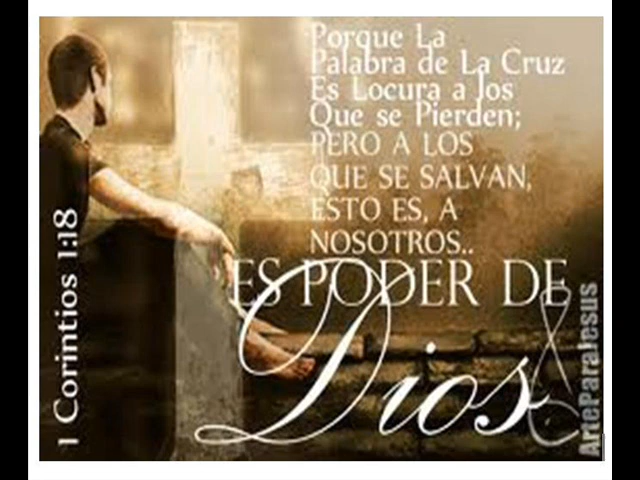 Porque La
Palabra de La Cruz
Es Locura a los
Que se Pierden;
PERO A LOS
QUE SE SALVAN,
ESTO ES, A
NOSOTROS..
ES PODER DE
Dios
1 Corintios 1:18
ArteParaJesus